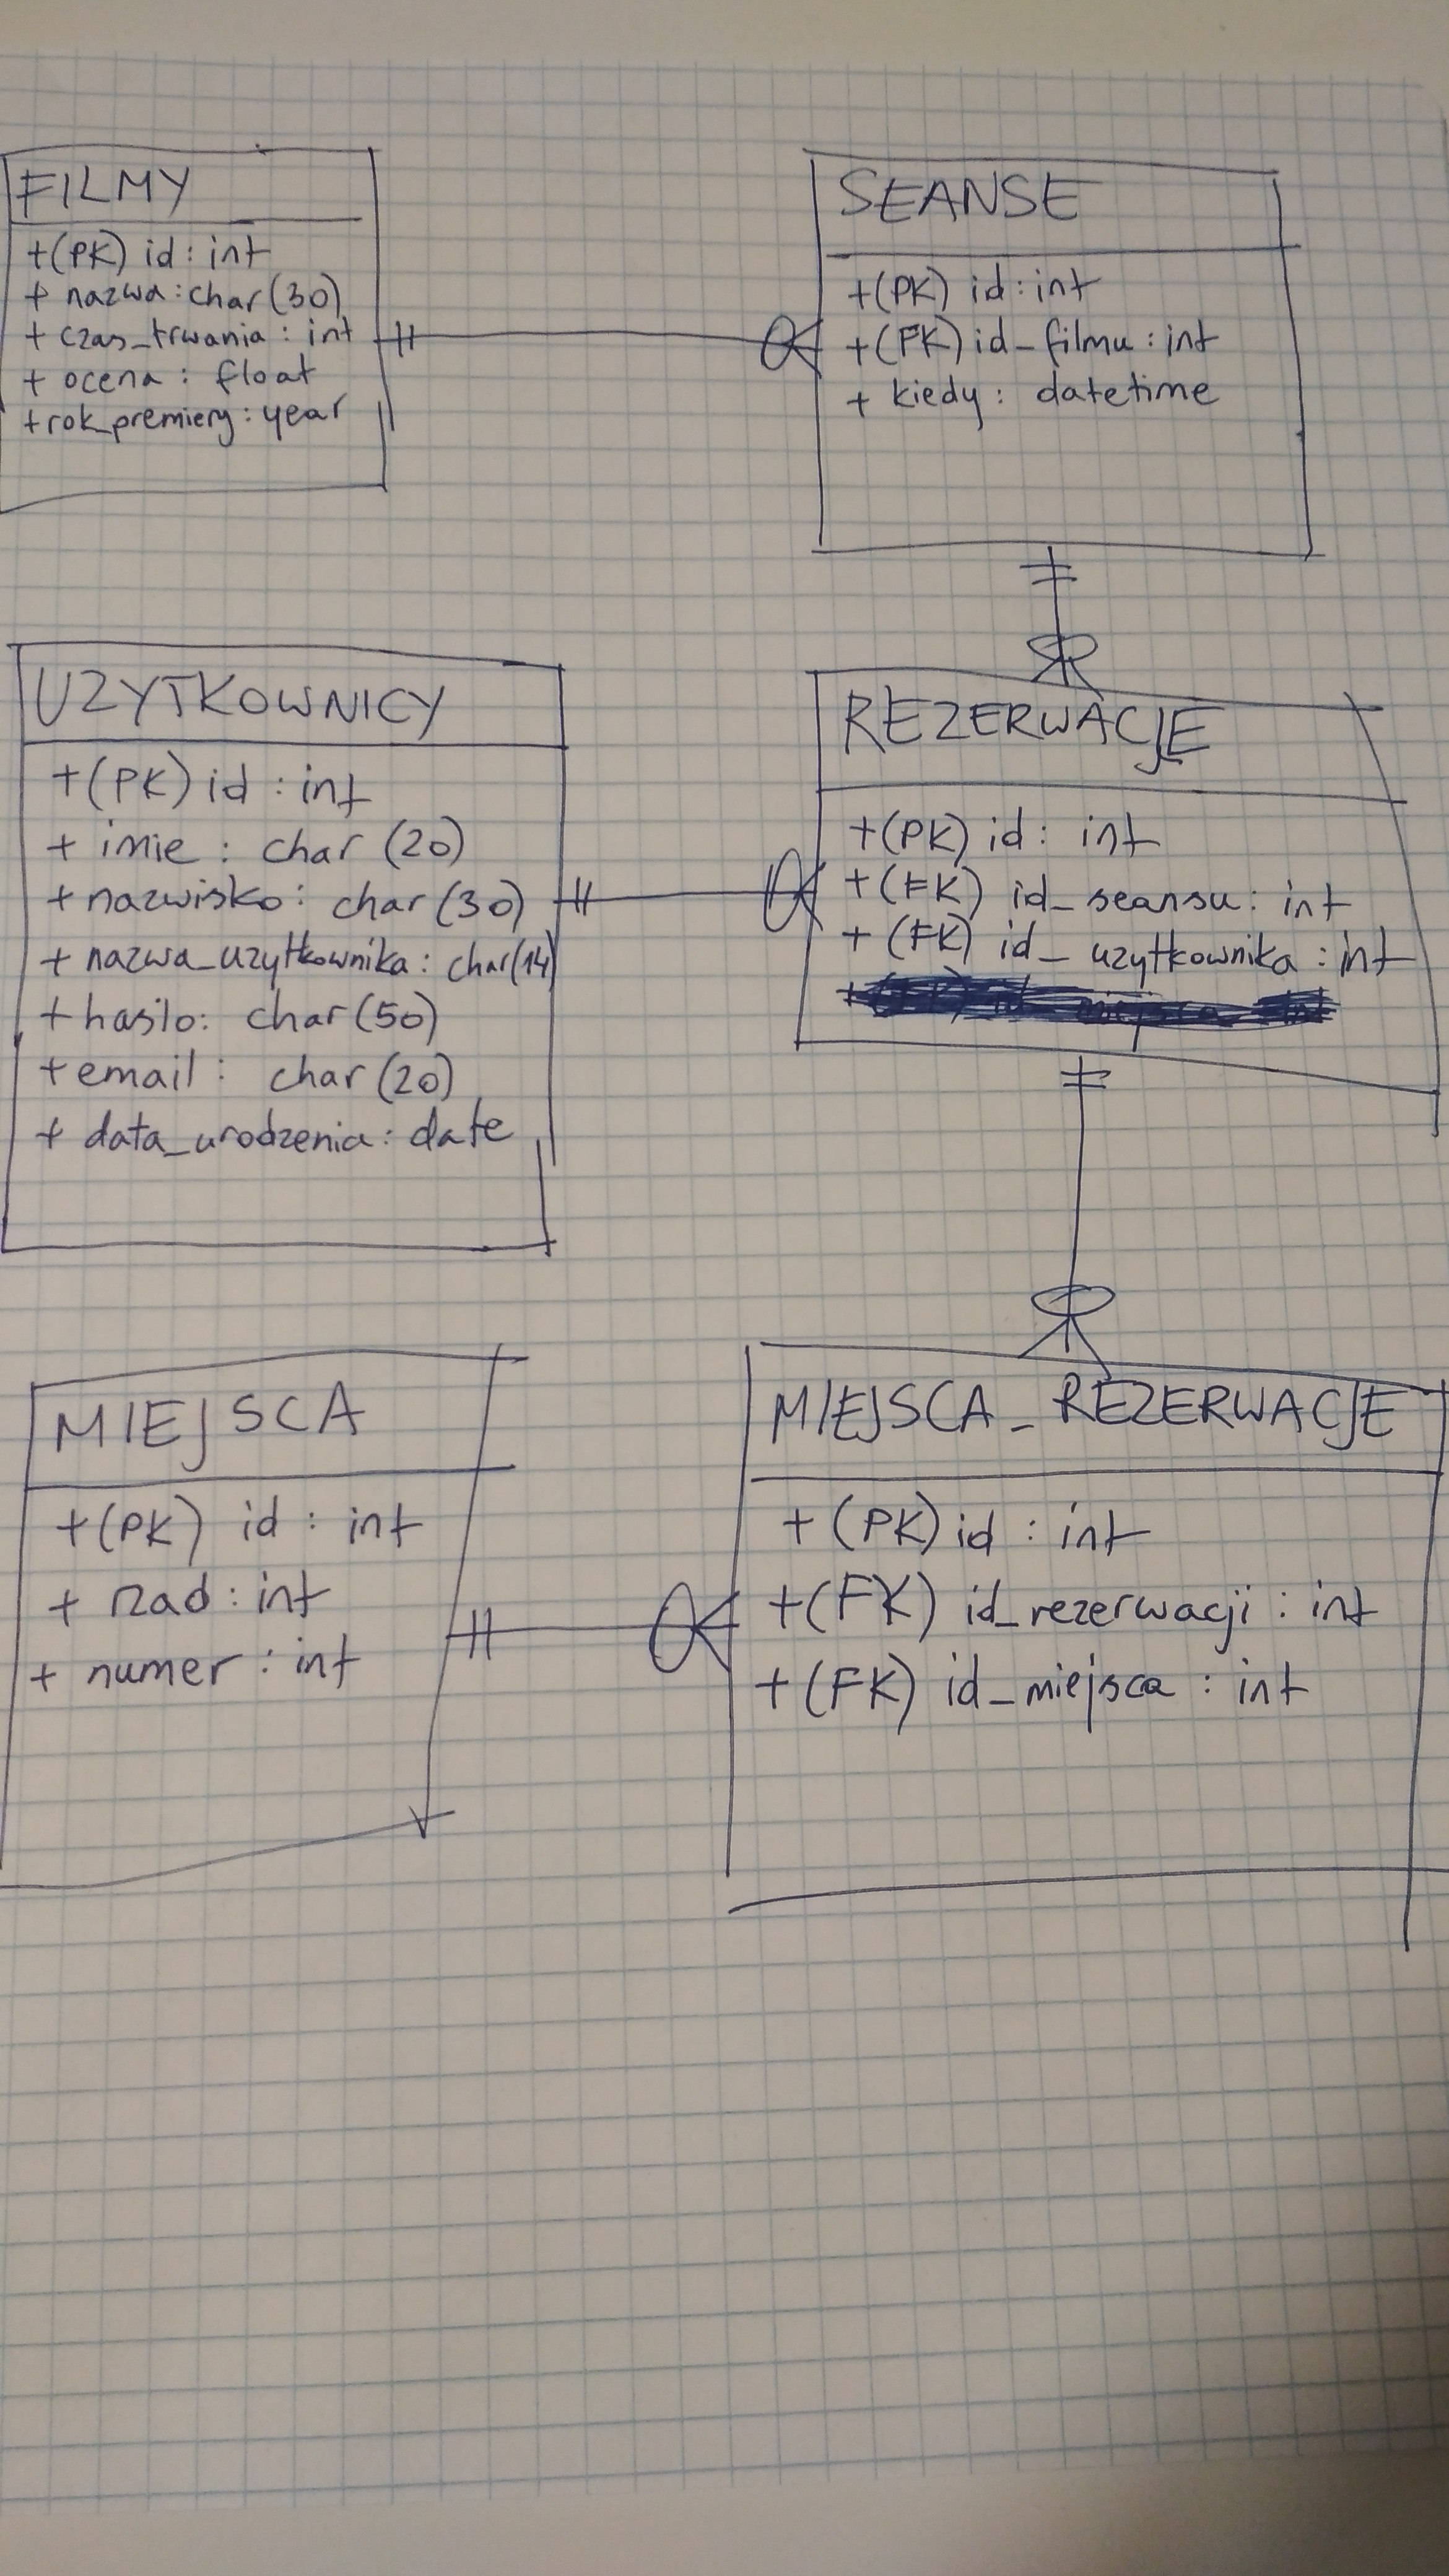 FILMY
+(PK) id : int
+ nazwa : char(30)
+ czas_trwania : int
+ ocena : float
+ rok_premiery : year
SEANSE
+(PK) id : int
+(FK) id_filmu : int
+ kiedy : datetime
UZYTKOWNICY
+(PK) id : int
+ imie : char (20)
+ nazwisko : char (30)
+ nazwa_uzytkownika : char(14)
+ haslo : char (50)
+ email : char (20)
+ data_urodzenia : date
REZERWACJE
+(PK) id : int
+(FK) id_seansu : int
+(FK) id_uzytkownika : int
MIEJSCA
+(PK) id : int
+ rzad : int
+ numer : int
MIEJSCA_REZERWACJE
+(PK) id : int
+(FK) id_rezerwacji : int
+(FK) id_miejsca : int